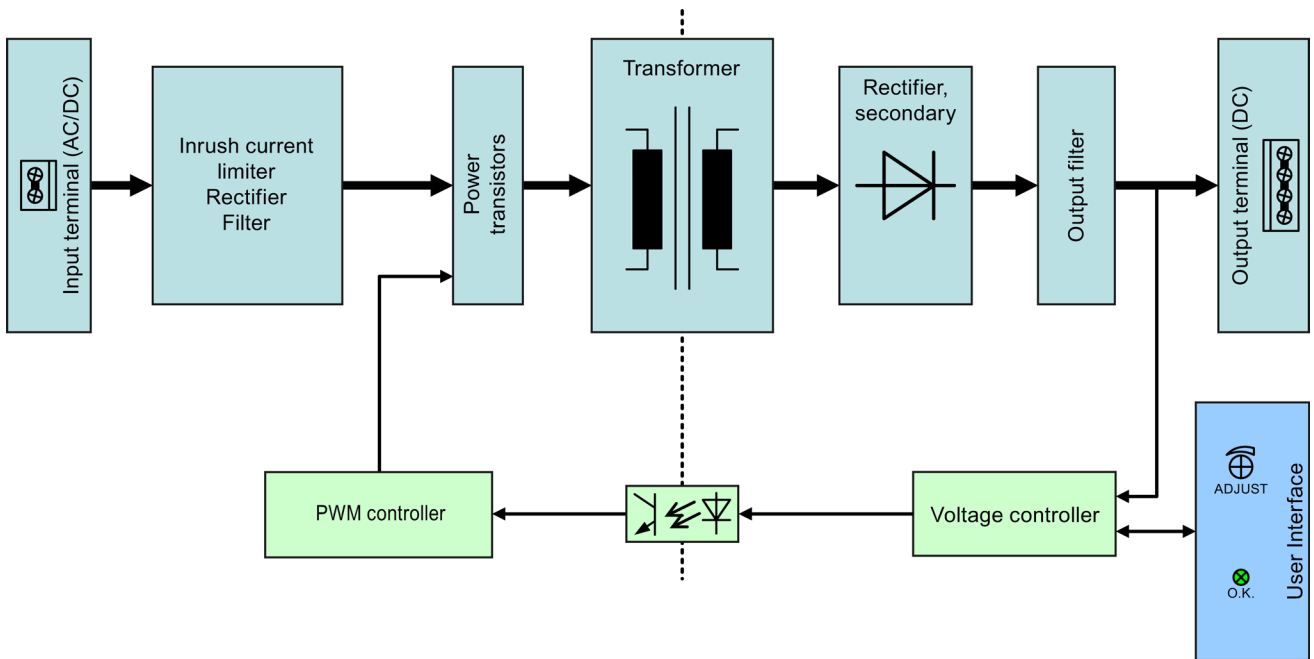 Input terminal (AC/DC)
Inrush current
limiter
Rectifier
Filter
Power
transistors
Transformer
Rectifier,
secondary
Output filter
Output terminal (DC)
PWM controller
Voltage controller
ADJUST
O.K.
User Interface